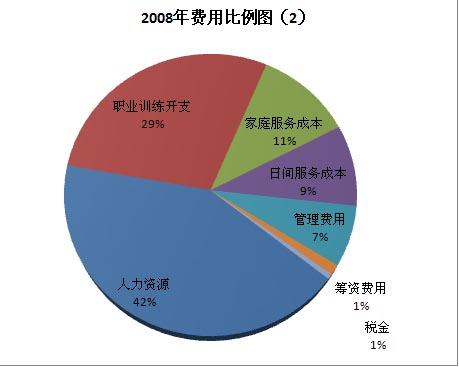 2008年费用比例图（2）
职业训练开支
29%
家庭服务成本
11%
日间服务成本
9%
管理费用
7%
人力资源
42%
筹资费用
1%
税金
1%